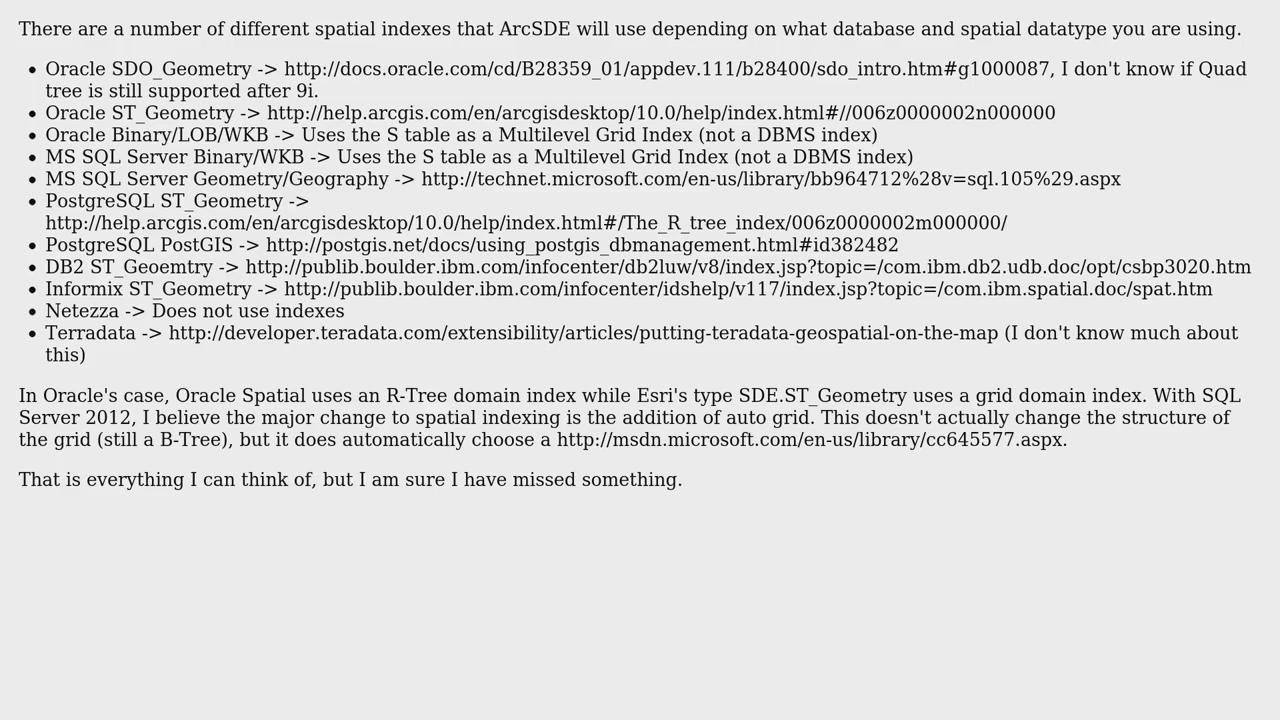 There are a number of different spatial indexes that ArcSDE will use depending on what database and spatial datatype you are using.
• Oracle SDO_Geometry -> http://docs.oracle.com/cd/B28359_01/appdev.111/b28400/sdo_intro.htm#g1000087, I don't know if Quad
tree is still supported after 9i.
• Oracle ST_Geometry -> http://help.arcgis.com/en/arcgisdesktop/10.0/help/index.html#//006z0000002n000000
• Oracle Binary/LOB/WKB -> Uses the S table as a Multilevel Grid Index (not a DBMS index)
• MS SQL Server Binary/WKB -> Uses the S table as a Multilevel Grid Index (not a DBMS index)
• MS SQL Server Geometry/Geography -> http://technet.microsoft.com/en-us/library/bb964712%28v=sql.105%29.aspx
• PostgreSQL ST_Geometry ->
http://help.arcgis.com/en/arcgisdesktop/10.0/help/index.html#/The_R_tree_index/006z0000002m000000/
• PostgreSQL PostGIS -> http://postgis.net/docs/using_postgis_dbmanagement.html#id382482
• DB2 ST_Geoemtry -> http://publib.boulder.ibm.com/infocenter/db2luw/v8/index.jsp?topic=/com.ibm.db2.udb.doc/opt/csbp3020.htm
• Informix ST_Geometry -> http://publib.boulder.ibm.com/infocenter/idshelp/v117/index.jsp?topic=/com.ibm.spatial.doc/spat.htm
• Netezza -> Does not use indexes
• Terradata -> http://developer.teradata.com/extensibility/articles/putting-teradata-geospatial-on-the-map (I don't know much about
this)
In Oracle's case, Oracle Spatial uses an R-Tree domain index while Esri's type SDE.ST_Geometry uses a grid domain index. With SQL
Server 2012, I believe the major change to spatial indexing is the addition of auto grid. This doesn't actually change the structure of
the grid (still a B-Tree), but it does automatically choose a http://msdn.microsoft.com/en-us/library/cc645577.aspx.
That is everything I can think of, but I am sure I have missed something.